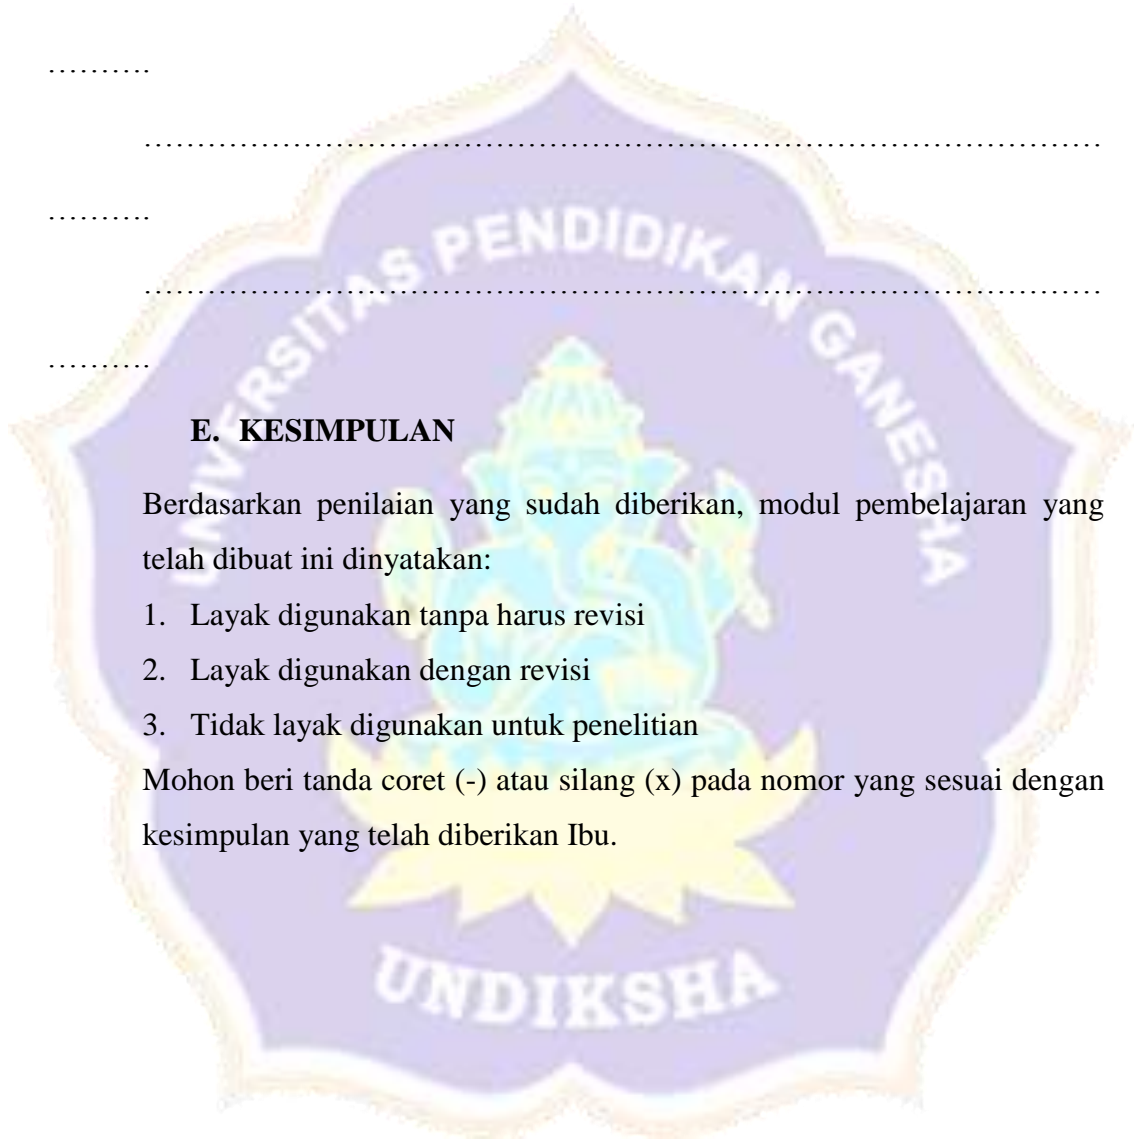 ……….
………………………………………………………………………………
……….
………………………………………………………………………………
……….
UNIVERSITAS PENDIDIKAN GANESHA
E. KESIMPULAN
Berdasarkan penilaian yang sudah diberikan, modul pembelajaran yang
telah dibuat ini dinyatakan:
1. Layak digunakan tanpa harus revisi
2. Layak digunakan dengan revisi
3. Tidak layak digunakan untuk penelitian
Mohon beri tanda coret (-) atau silang (x) pada nomor yang sesuai dengan
kesimpulan yang telah diberikan Ibu.
UNDIKSHA